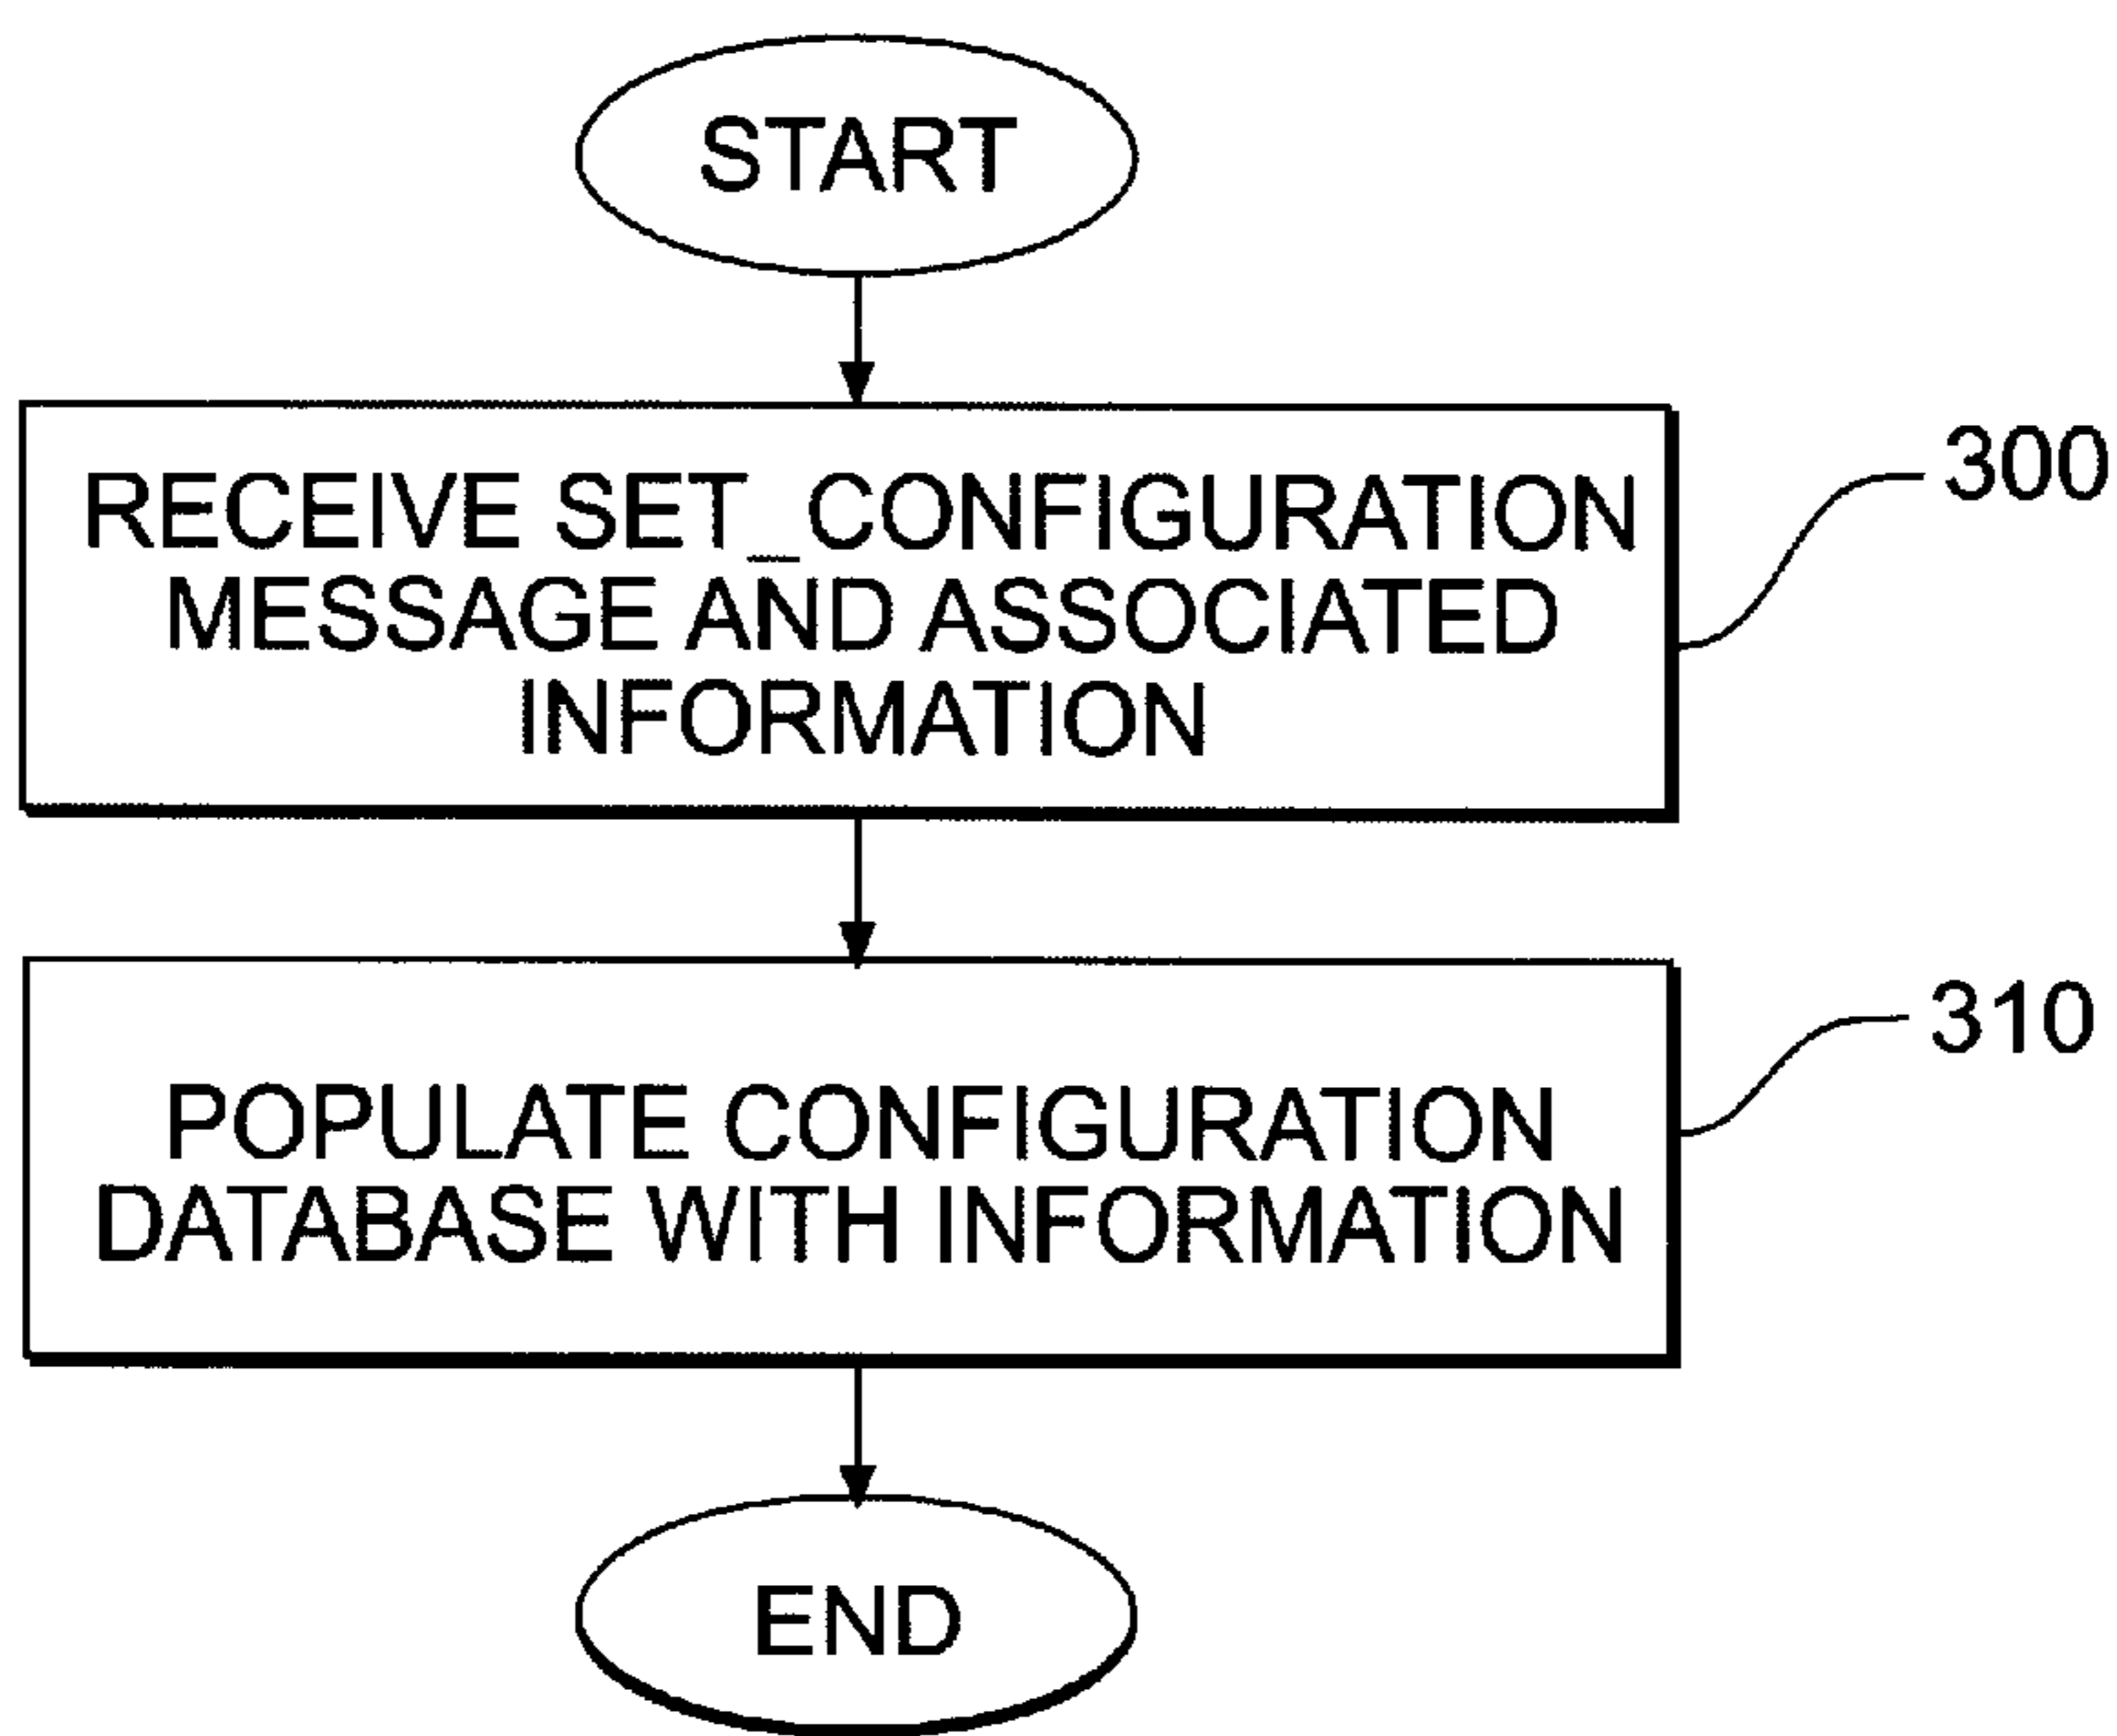 START
RECEIVE SET_CONFIGURATION
300
MESSAGE AND ASSOCIATED
INFORMATION
310
POPULATE CONFIGURATION
DATABASE WITH INFORMATION
END